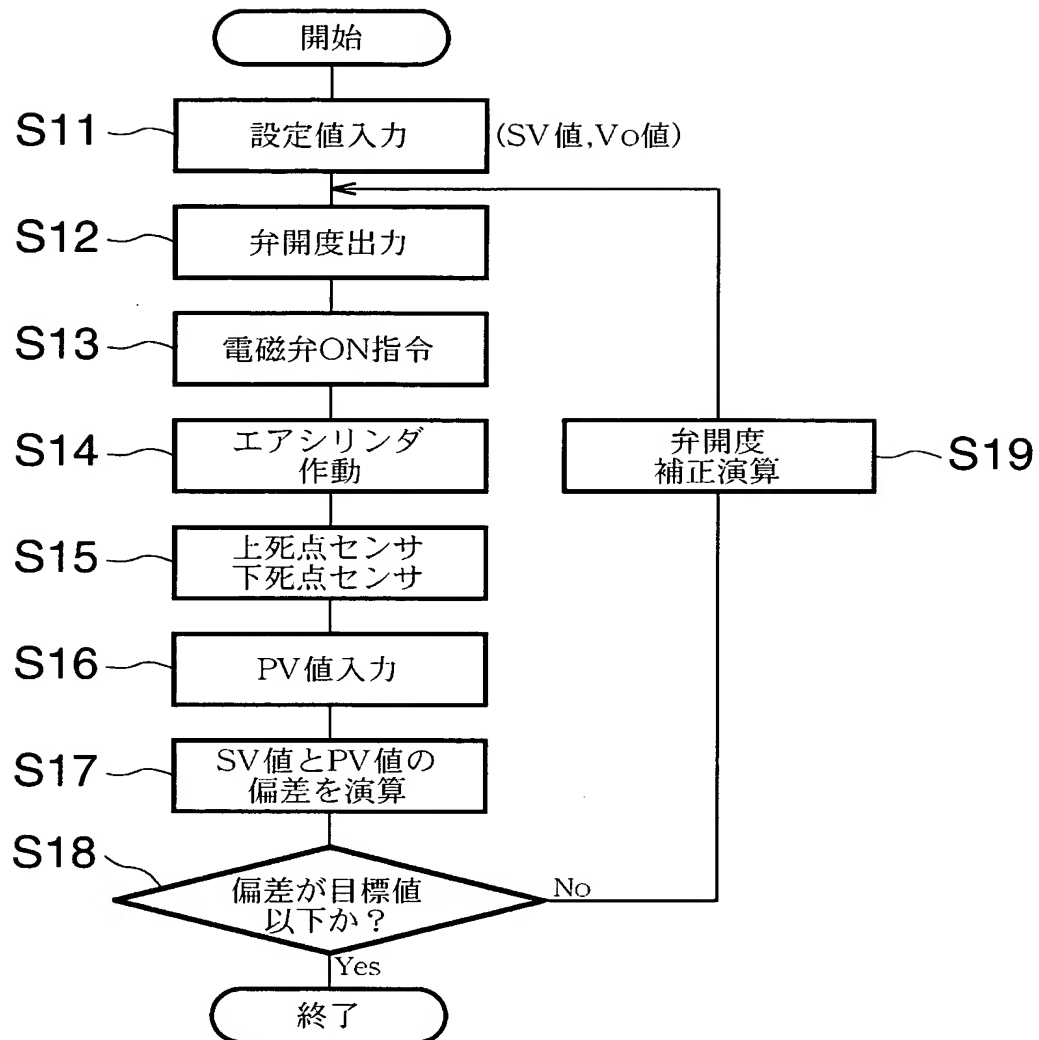 開始
S11
設定値入力
(SV値,Vo値)
S12
弁開度出力
S13
電磁弁ON指令
S14
エアシリンダ
作動
弁開度
補正演算
S19
S15
上死点センサ
下死点センサ
S16
PV値入力
S17
SV値とPV値の
偏差を演算
S18
偏差が目標値
以下か？
No
Yes
終了